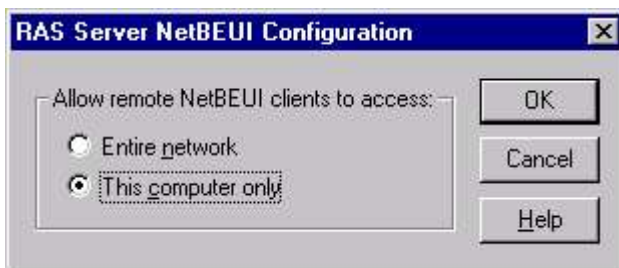 RAS Server NetBEUI Configuration
Allow remote NetBEUI clients to access:
Entire network
This computer only
OK
Cancel
Help